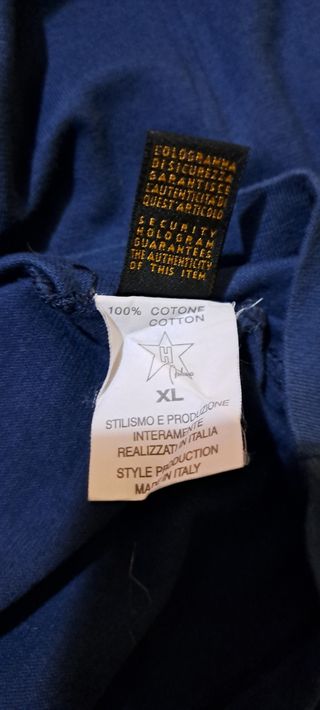 L'OLOGRAMMA
DI SICUREZZA
GARANTISCE
L'AUTENTICITA DI
QUEST'ARTICOLO
SECURITY
HOLOGRAM
GUARANTEES
THE AUTHENTICITY
OF THIS ITEM
100% COTONE
COTTON
XL
STILISMO E PRODUZIONE
INTERAMENTE
REALIZZATI IN ITALIA
STYLE PRODUCTION
MADE IN ITALY